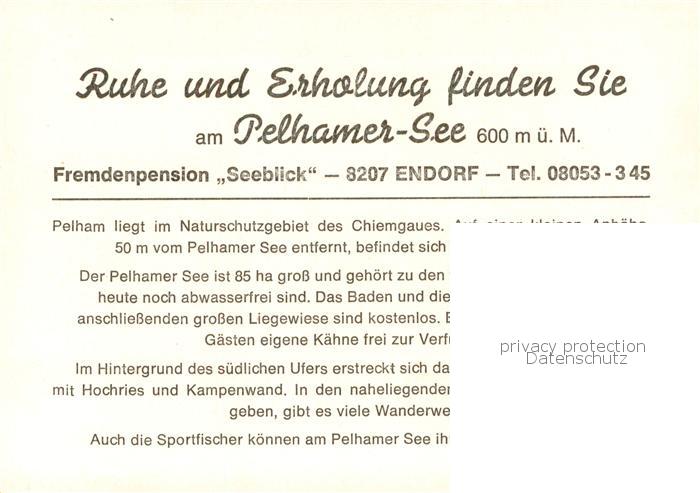 Ruhe und Erholung finden Sie
am Pelhamer-See 600 m ü. M.
Fremdenpension „Seeblick“ – 8207 ENDORF – Tel. 08053-345
Pelham liegt im Naturschutzgebiet des Chiemgaues. Auf einer kleinen Anhöhe,
50 m vom Pelhamer See entfernt, befindet sich
Der Pelhamer See ist 85 ha groß und gehört zu den
heute noch abwasserfrei sind. Das Baden und die
anschließenden großen Liegewiese sind kostenlos.
Gästen eigene Kähne frei zur
Im Hintergrund des südlichen Ufers erstreckt sich
mit Hochries und Kampenwand. In den
geben, gibt es viele
Auch die Sportfischer können am Pelhamer See
privacy protection
Datenschutz